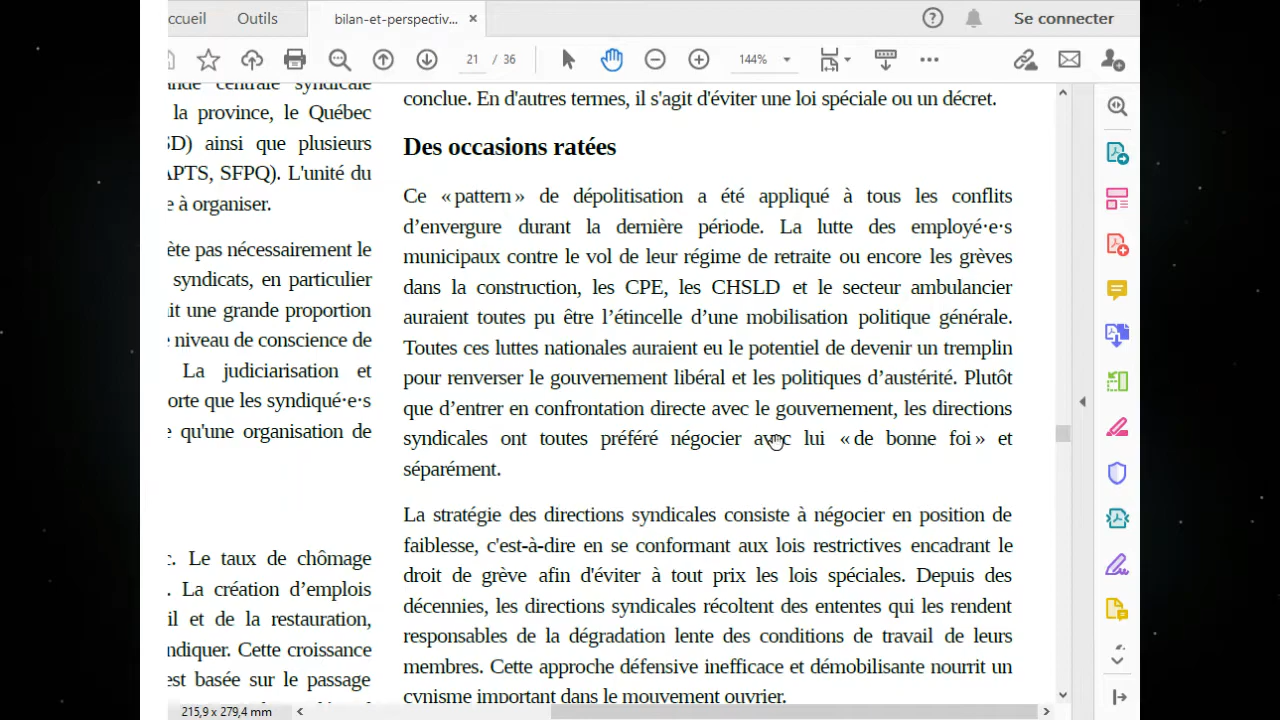 ccueil
Outils
bilan-et-perspectiv... ×
Se connecter
21 / 36
144%
nde centrale syndicale
la province, le Québec
SD) ainsi que plusieurs
APTS, SFPQ). L'unité du
e à organiser.
ète pas nécessairement le
syndicats, en particulier
it une grande proportion
niveau de conscience de
La judiciarisation et
orte que les syndiqué·e·s
qu'une organisation de
c. Le taux de chômage
. La création d’emplois
il et de la restauration,
ndiquer. Cette croissance
est basée sur le passage
conclue. En d'autres termes, il s'agit d'éviter une loi spéciale ou un décret.
Des occasions ratées
Ce « pattern » de dépolitisation a été appliqué à tous les conflits
d’envergure durant la dernière période. La lutte des employé·e·s
municipaux contre le vol de leur régime de retraite ou encore les grèves
dans la construction, les CPE, les CHSLD et le secteur ambulancier
auraient toutes pu être l’étincelle d’une mobilisation politique générale.
Toutes ces luttes nationales auraient eu le potentiel de devenir un tremplin
pour renverser le gouvernement libéral et les politiques d’austérité. Plutôt
que d’entrer en confrontation directe avec le gouvernement, les directions
syndicales ont toutes préféré négocier avec lui « de bonne foi » et
séparément.
La stratégie des directions syndicales consiste à négocier en position de
faiblesse, c'est-à-dire en se conformant aux lois restrictives encadrant le
droit de grève afin d'éviter à tout prix les lois spéciales. Depuis des
décennies, les directions syndicales récoltent des ententes qui les rendent
responsables de la dégradation lente des conditions de travail de leurs
membres. Cette approche défensive inefficace et démobilisante nourrit un
cynisme important dans le mouvement ouvrier.
215,9 x 279,4 mm